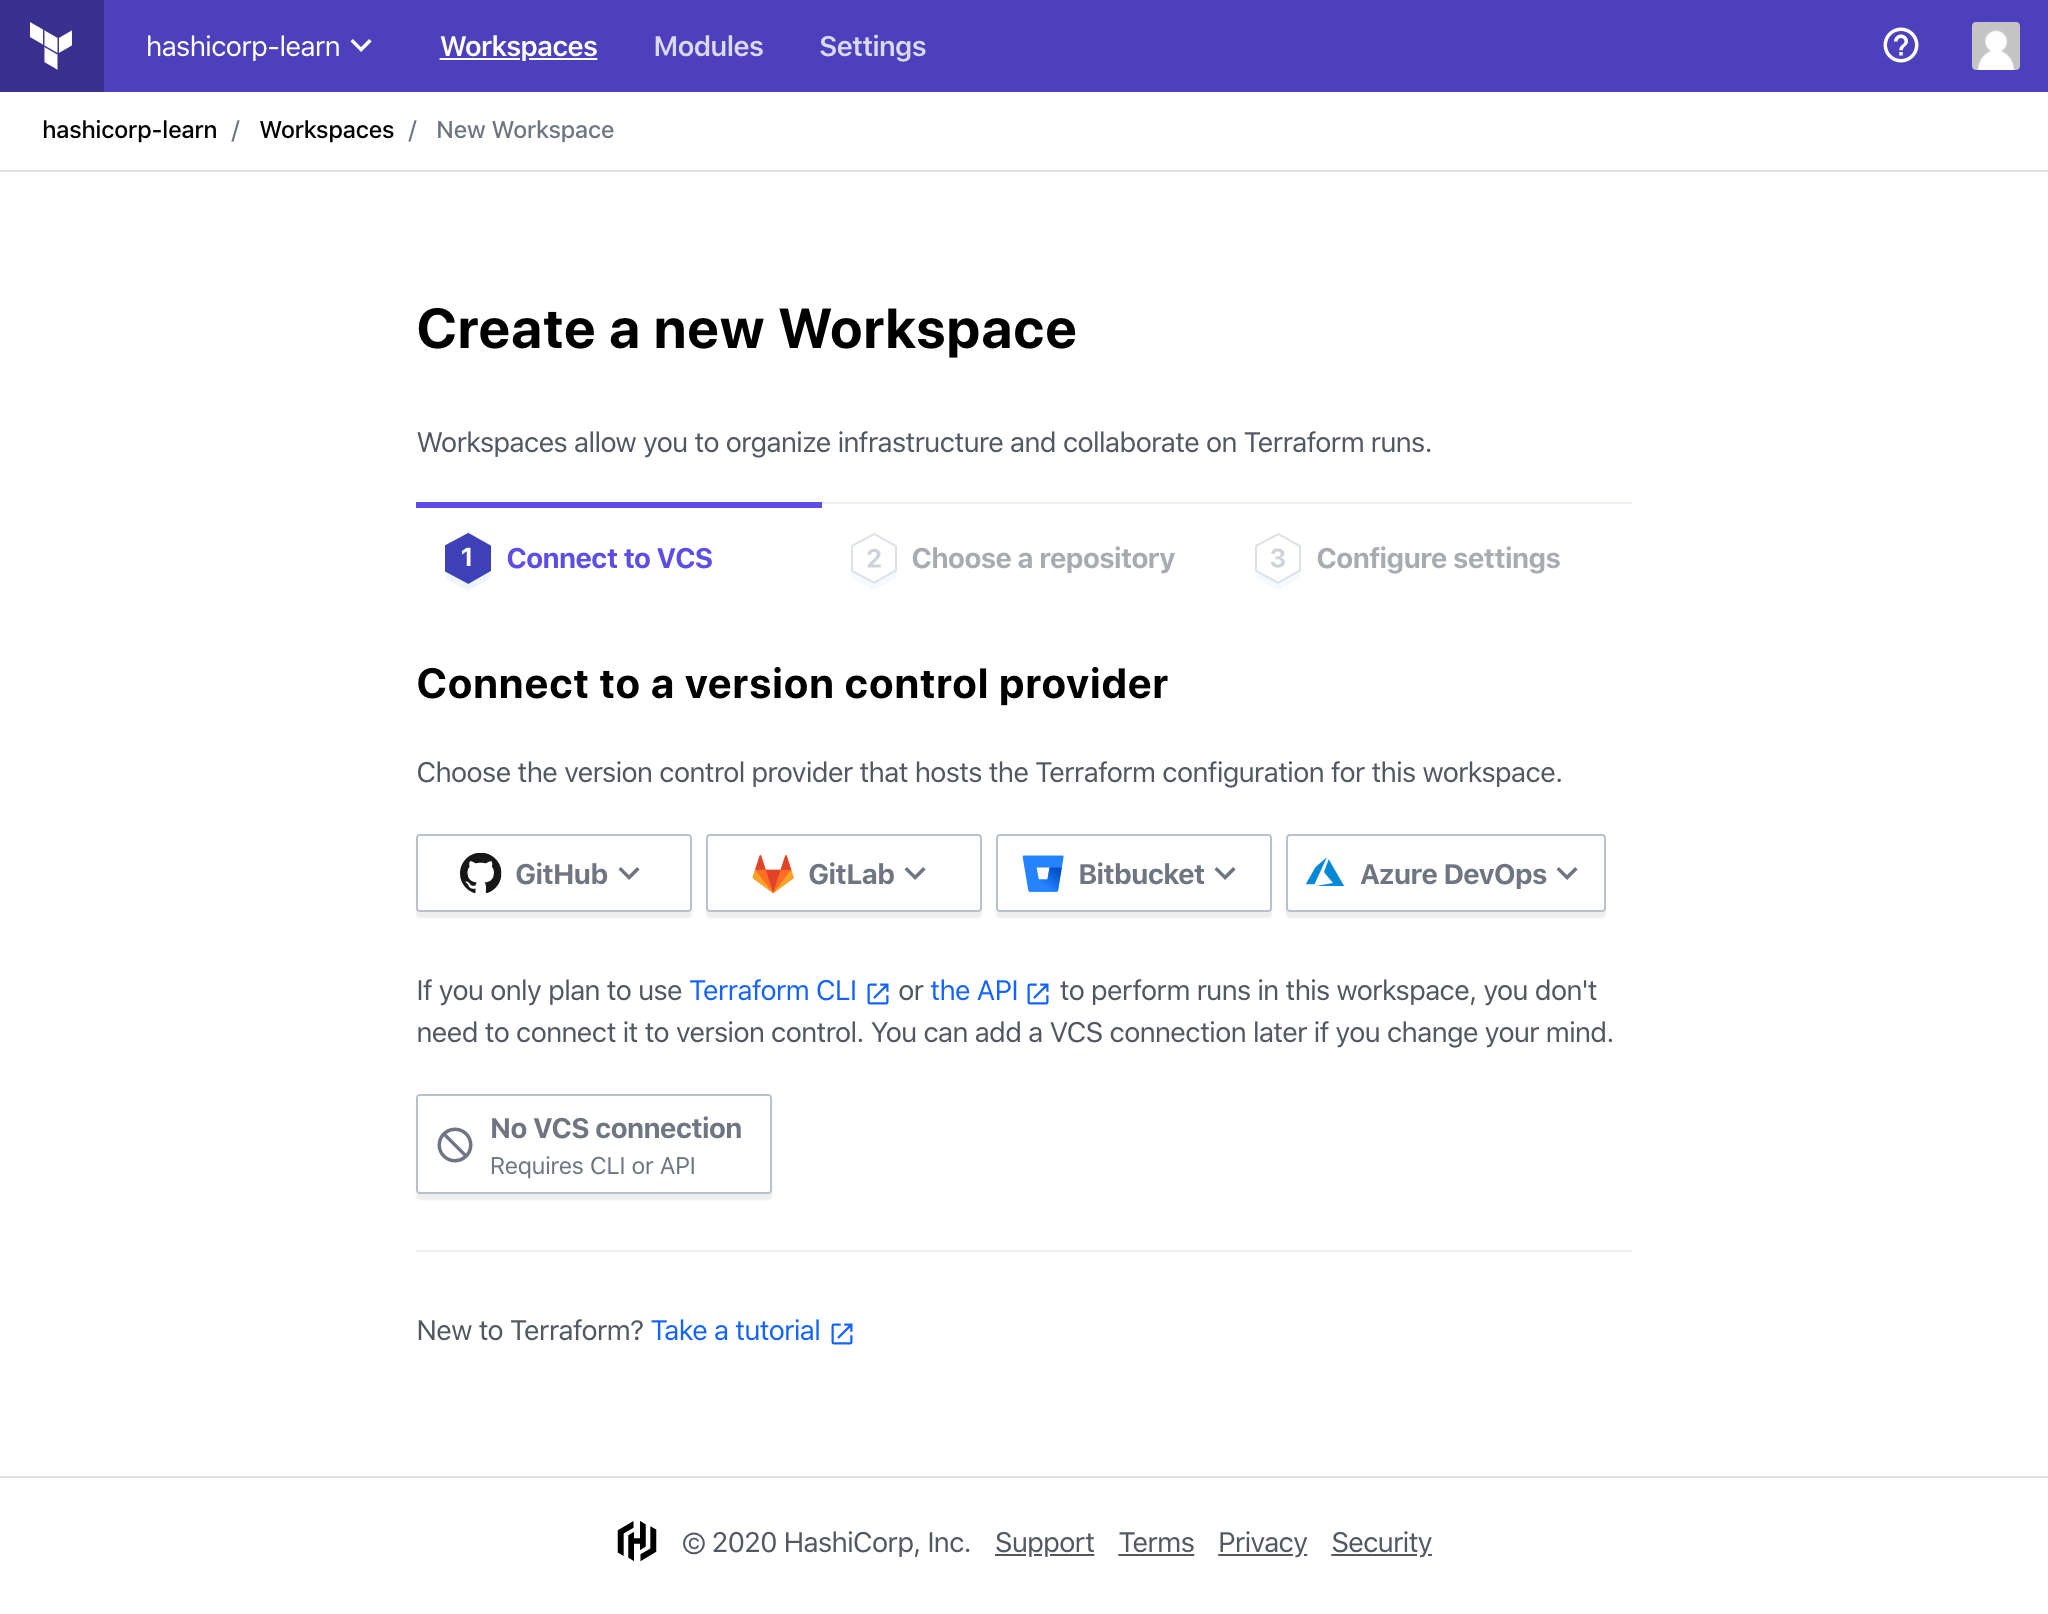 hashicorp-learn Workspaces Modules Settings
hashicorp-learn / Workspaces / New Workspace
Create a new Workspace
Workspaces allow you to organize infrastructure and collaborate on Terraform runs.
1 Connect to VCS 2 Choose a repository 3 Configure settings
Connect to a version control provider
Choose the version control provider that hosts the Terraform configuration for this workspace.
GitHub GitLab Bitbucket Azure DevOps
If you only plan to use Terraform CLI or the API to perform runs in this workspace, you don't
need to connect it to version control. You can add a VCS connection later if you change your mind.
No VCS connection
Requires CLI or API
New to Terraform? Take a tutorial
© 2020 HashiCorp, Inc. Support Terms Privacy Security